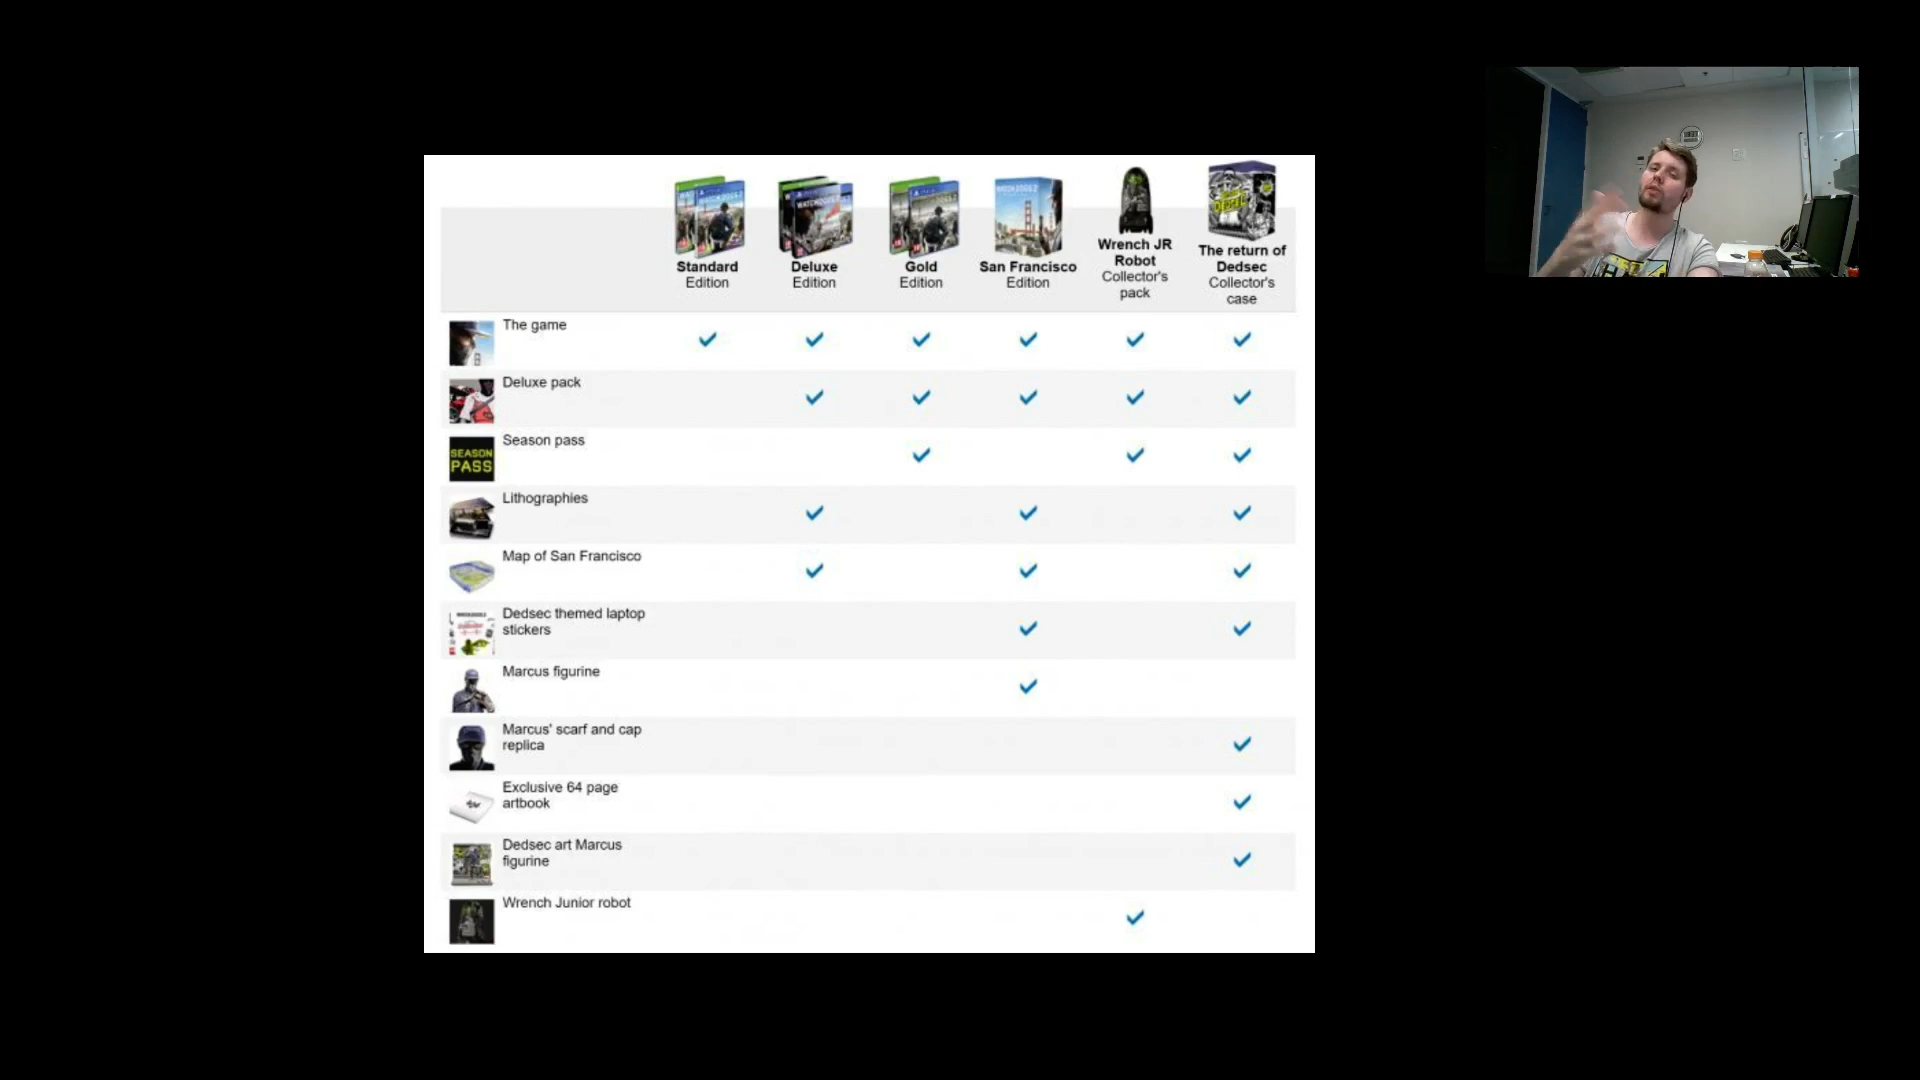 Standard
Edition
Deluxe
Edition
Gold
Edition
San Francisco
Edition
Wrench JR
Robot
Collector's
pack
The return of
Dedsec
Collector's
case
The game
Deluxe pack
SEASON
PASS
Season pass
Lithographies
Map of San Francisco
Dedsec themed laptop
stickers
Marcus figurine
Marcus' scarf and cap
replica
Exclusive 64 page
artbook
Dedsec art Marcus
figurine
Wrench Junior robot